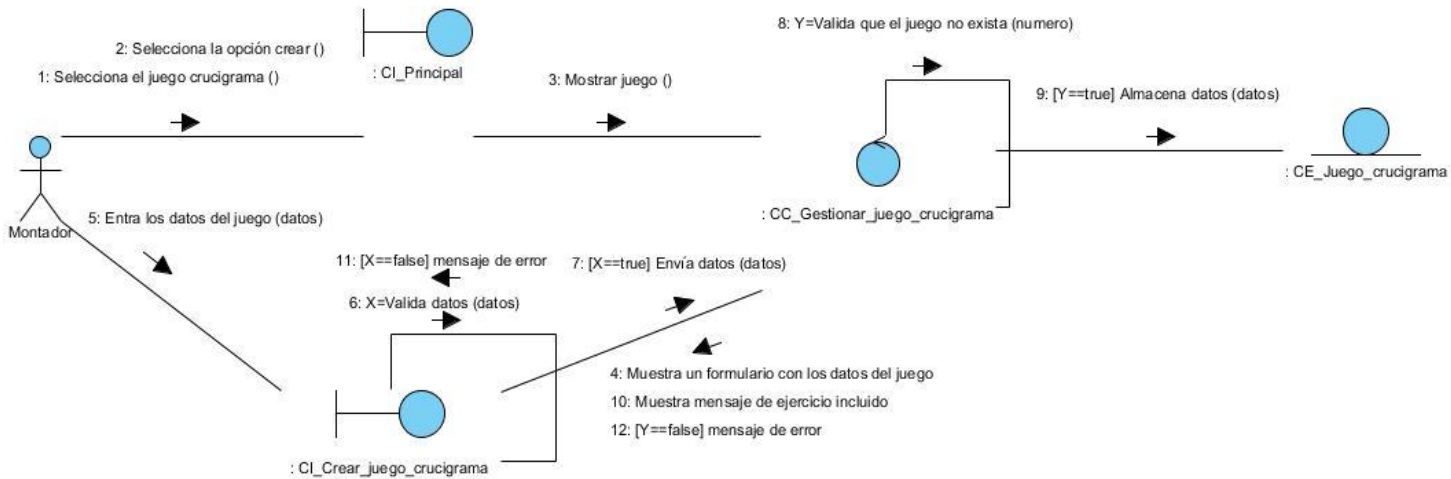 8: Y=Valida que el juego no exista (numero)
2: Selecciona la opción crear ()
1: Selecciona el juego crucigrama ()
: CI_Principal
3: Mostrar juego ()
9: [Y==true] Almacena datos (datos)
: CE_Juego_crucigrama
: CC_Gestionar_juego_crucigrama
Montador
5: Entra los datos del juego (datos)
11: [X==false] mensaje de error
7: [X==true] Envía datos (datos)
6: X=Valida datos (datos)
4: Muestra un formulario con los datos del juego
10: Muestra mensaje de ejercicio incluido
12: [Y==false] mensaje de error
: CI_Crear_juego_crucigrama